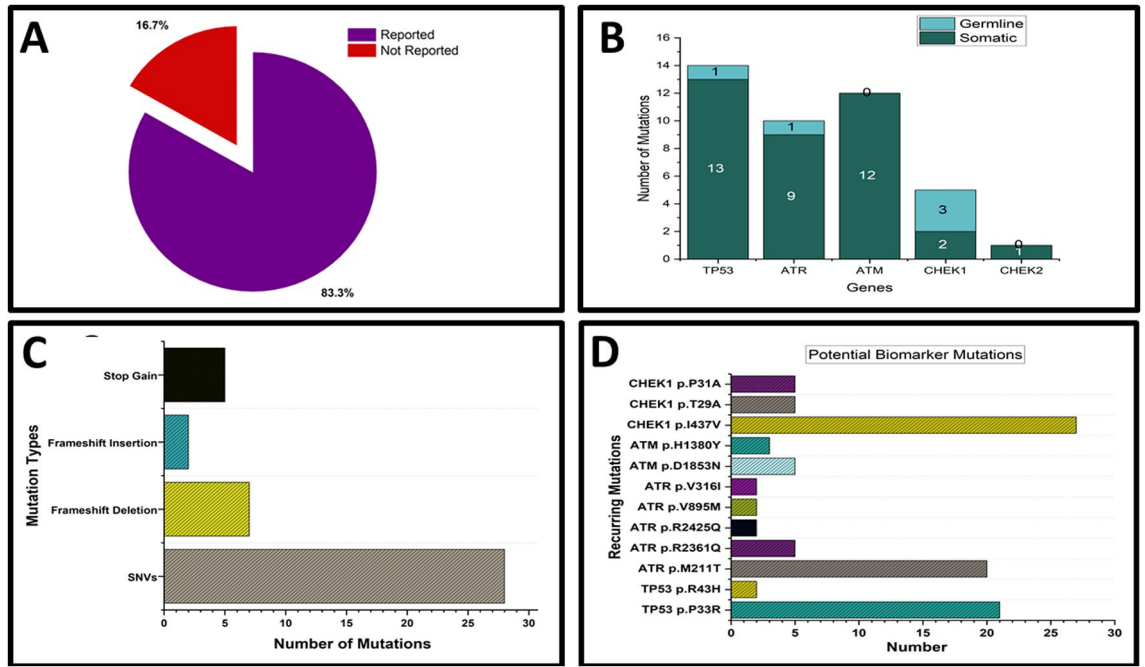 A
16.7%
Reported
Not Reported
83.3%
B
Germline
Somatic
Number of Mutations
16
14
12
10
8
6
4
2
0
1
13
1
9
0
12
3
2
0
1
TP53 ATR ATM CHEK1 CHEK2
Genes
C
Mutation Types
Stop Gain
Frameshift Insertion
Frameshift Deletion
SNVs
0 5 10 15 20 25 30
Number of Mutations
D
Potential Biomarker Mutations
Recurring Mutations
CHEK1 p.P31A
CHEK1 p.T29A
CHEK1 p.I437V
ATM p.H1380Y
ATM p.D1853N
ATR p.V316I
ATR p.V895M
ATR p.R2425Q
ATR p.R2361Q
ATR p.M211T
TP53 p.R43H
TP53 p.P33R
0 5 10 15 20 25 30
Number